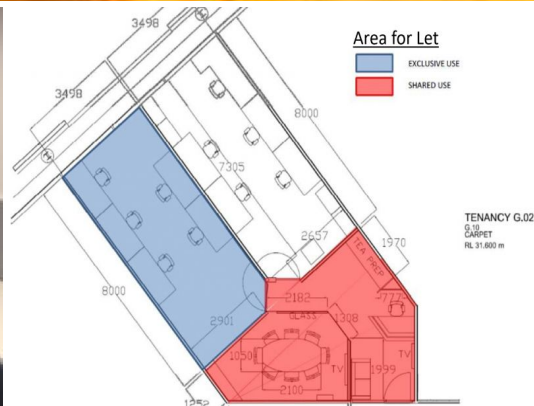 Area for Let
EXCLUSIVE USE
SHARED USE
3498
3498
8000
7305
2657
1970
TEA PREP
777
TENANCY G.02
G.10
CARPET
RL 31.600 m
8000
2901
2182
GLASS
1308
1050
2100
TV
1999
TV
1252